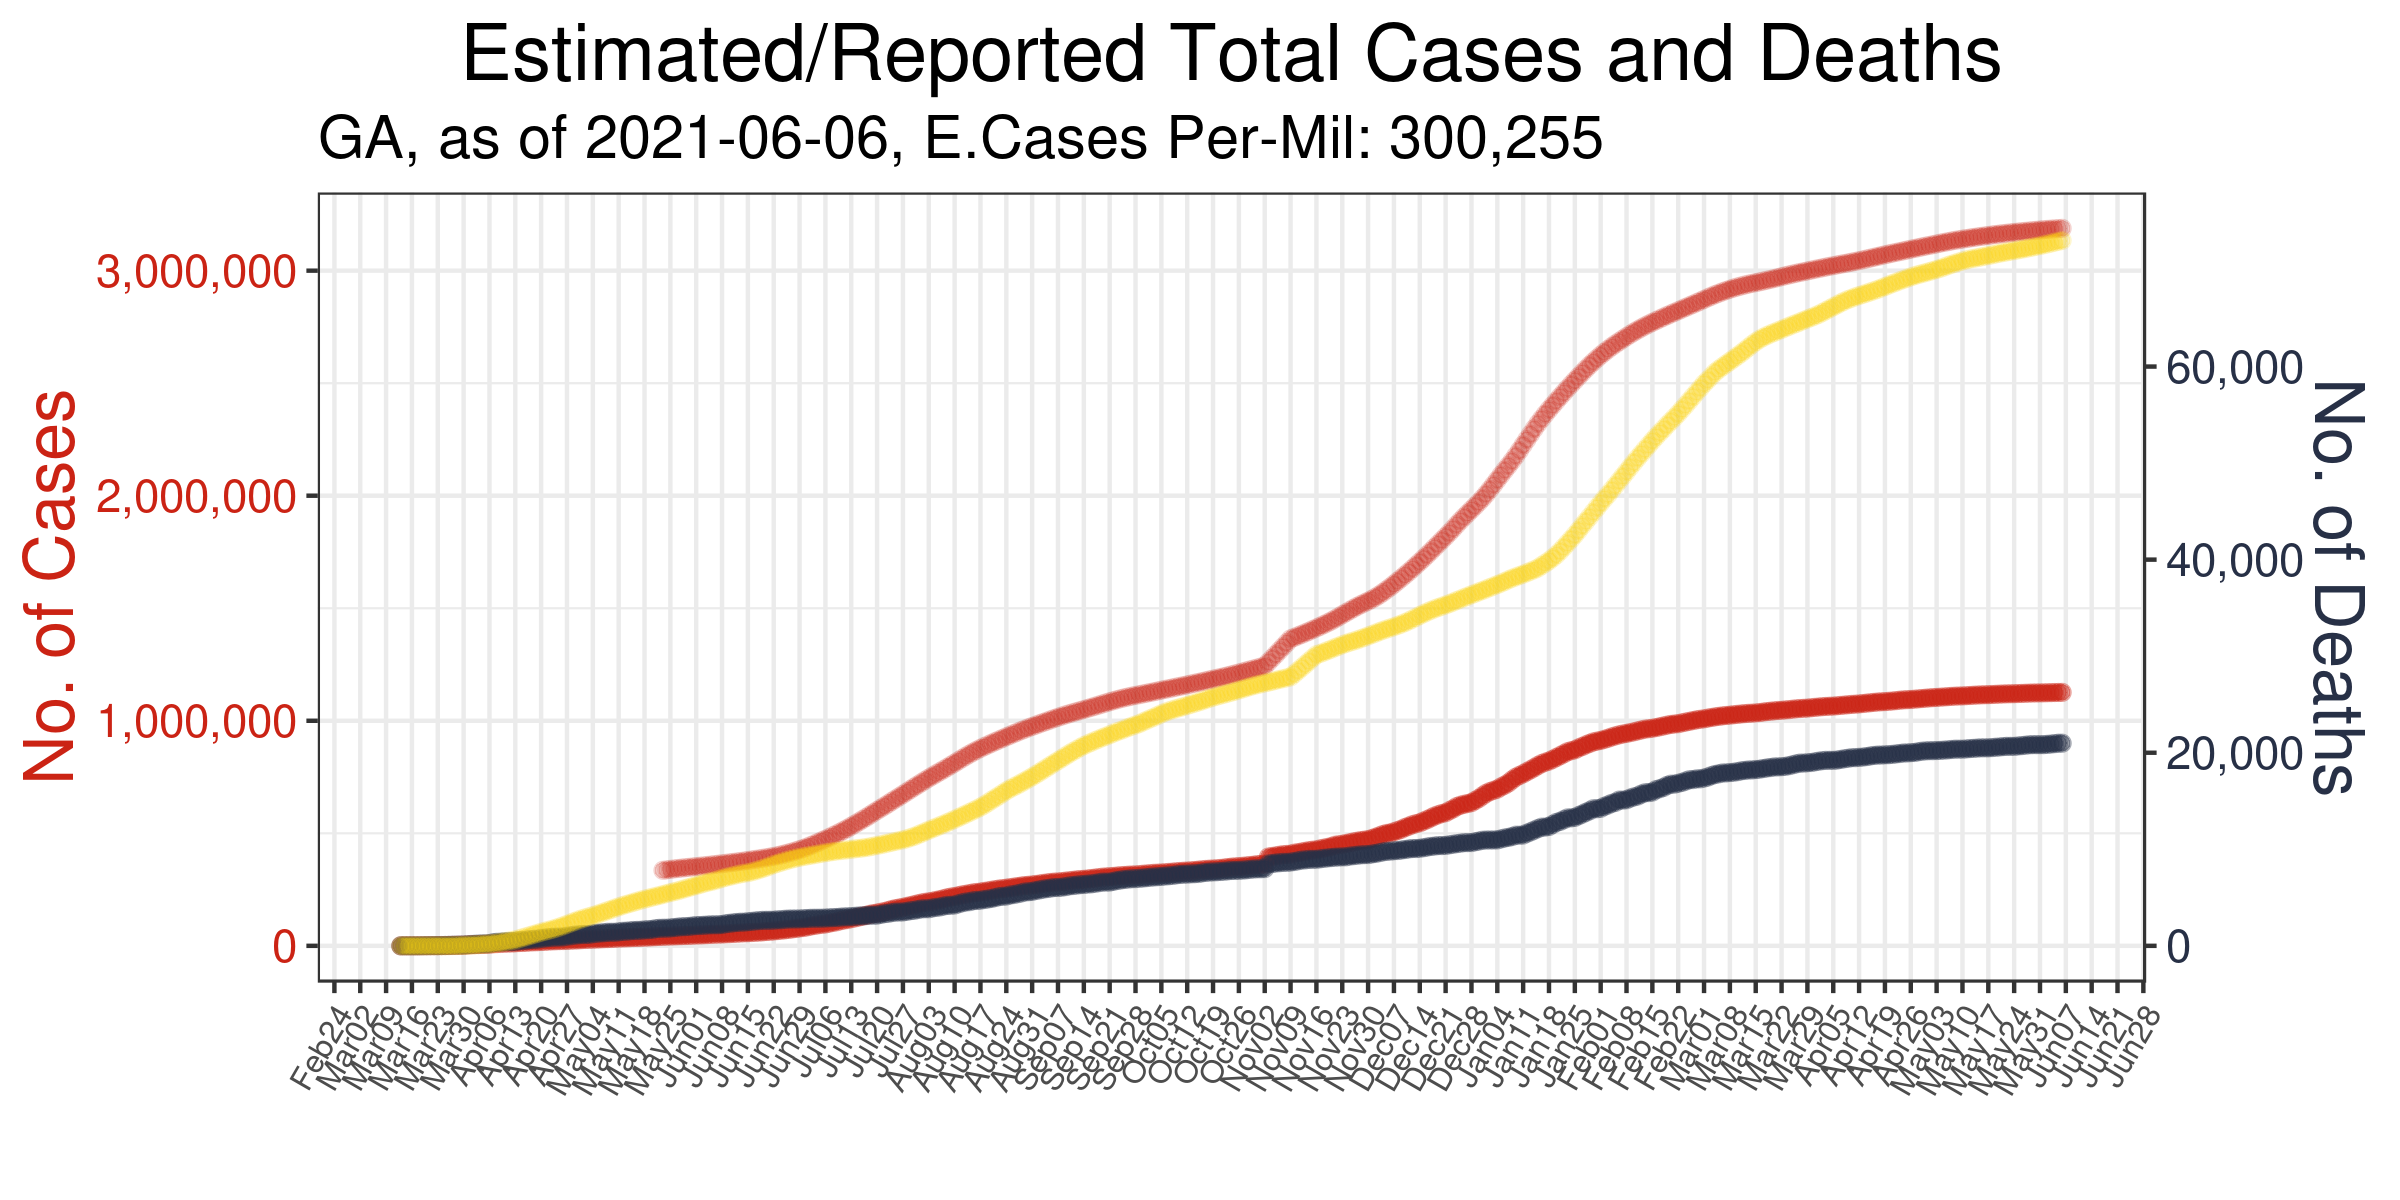 Estimated/Reported Total Cases and Deaths
GA, as of 2021-06-06, E.Cases Per-Mil: 300,255
No. of Cases
3,000,000
2,000,000
1,000,000
0
60,000
40,000
20,000
0
No. of Deaths
Feb24
Mar02
Mar09
Mar16
Mar23
Mar30
Apr06
Apr13
Apr20
Apr27
May04
May11
May18
May25
Jun01
Jun08
Jun15
Jun22
Jun29
Jul06
Jul13
Jul20
Jul27
Aug03
Aug10
Aug17
Aug24
Aug31
Sep07
Sep14
Sep21
Sep28
Oct05
Oct12
Oct19
Oct26
Nov02
Nov09
Nov16
Nov23
Nov30
Dec07
Dec14
Dec21
Dec28
Jan04
Jan11
Jan18
Jan25
Feb01
Feb08
Feb15
Feb22
Mar01
Mar08
Mar15
Mar22
Mar29
Apr05
Apr12
Apr19
Apr26
May03
May10
May17
May24
May31
Jun07
Jun14
Jun21
Jun28